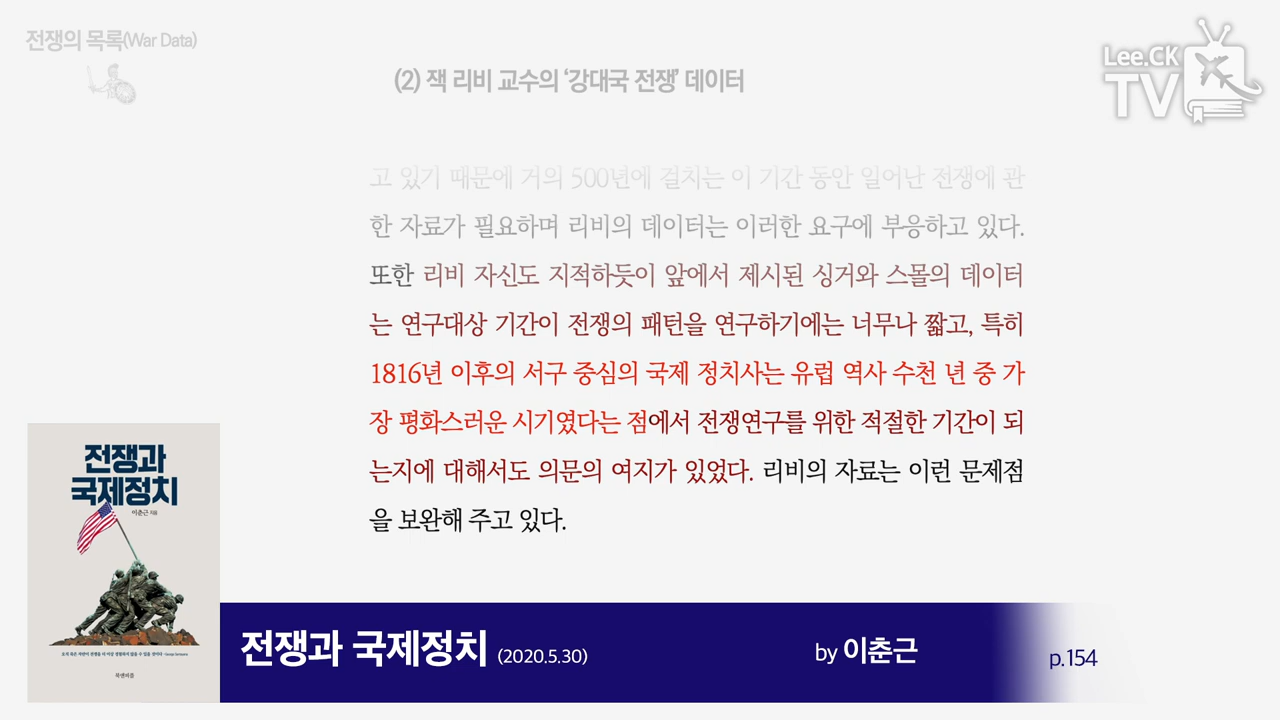 전쟁의 목록(War Data)
(2) 잭 리비 교수의 ‘강대국 전쟁’ 데이터
Lee.CK
TV
고 있기 때문에 거의 500년에 걸치는 이 기간 동안 일어난 전쟁에 관
한 자료가 필요하며 리비의 데이터는 이러한 요구에 부응하고 있다.
또한 리비 자신도 지적하듯이 앞에서 제시된 싱거와 스몰의 데이터
는 연구대상 기간이 전쟁의 패턴을 연구하기에는 너무나 짧고, 특히
1816년 이후의 서구 중심의 국제 정치사는 유럽 역사 수천 년 중 가
장 평화스러운 시기였다는 점에서 전쟁연구를 위한 적절한 기간이 되
는지에 대해서도 의문의 여지가 있었다. 리비의 자료는 이런 문제점
을 보완해 주고 있다.
전쟁과
국제정치
이춘근 지음
북앤피플
전쟁과 국제정치 (2020.5.30)
by 이춘근
p.154